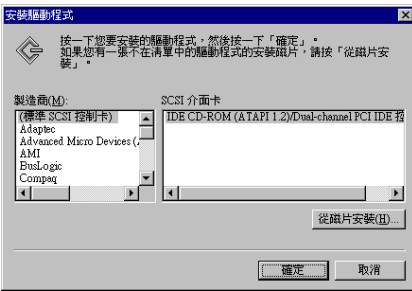 安裝驅動程式
按一下您要安裝的驅動程式，然後按一下「確定」。
如果您有一張不在清單中的驅動程式的安裝磁片，請按「從磁片安
裝」。
製造商(M):
SCSI 介面卡
(標準 SCSI 控制卡)
Adaptec
Advanced Micro Devices (
AMI
BusLogic
Compaq
IDE CD-ROM (ATAPI 1.2)/Dual-channel PCI IDE 控
從磁片安裝(H)...
確定
取消